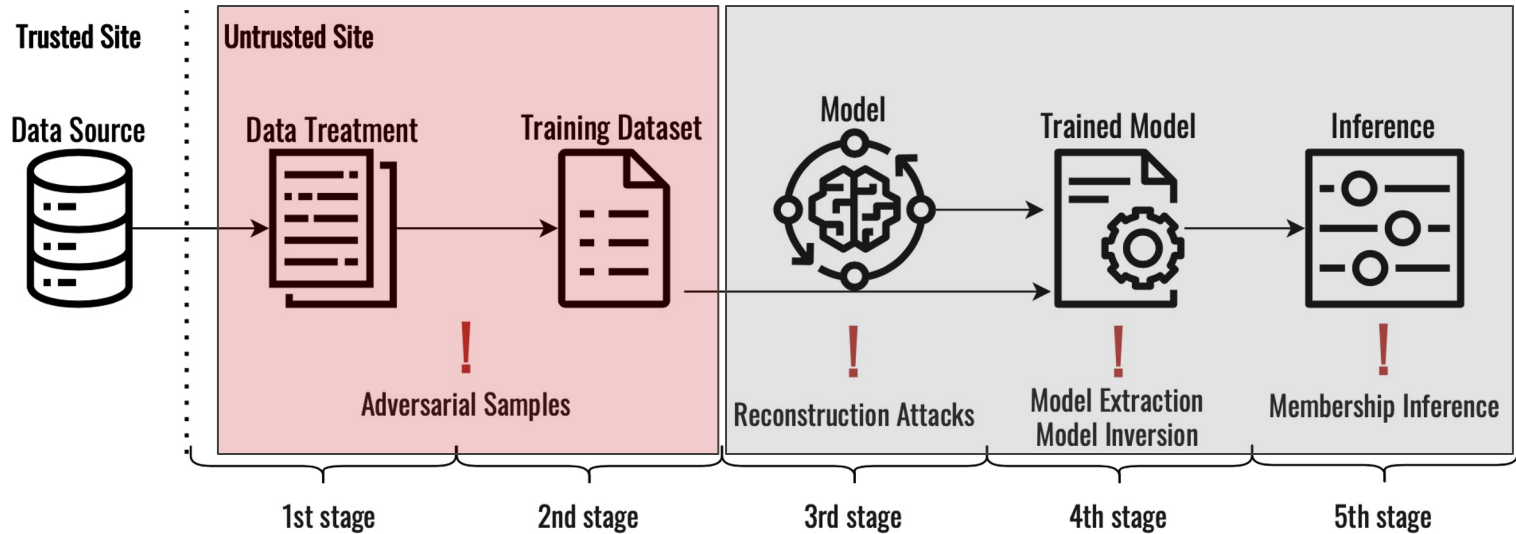 Trusted Site
Untrusted Site
Data Source
Data Treatment
Training Dataset
Model
Trained Model
Inference
!
!
!
!
Adversarial Samples
Reconstruction Attacks
Model Extraction
Model Inversion
Membership Inference
1st stage
2nd stage
3rd stage
4th stage
5th stage